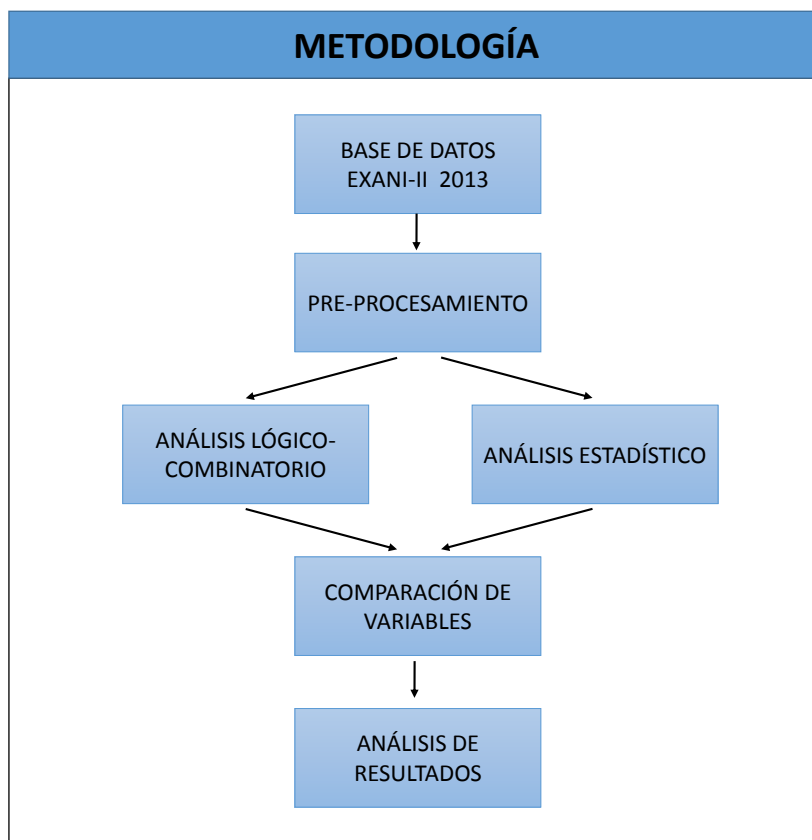 METODOLOGÍA
BASE DE DATOS
EXANI-II 2013
PRE-PROCESAMIENTO
ANÁLISIS LÓGICO-
COMBINATORIO
ANÁLISIS ESTADÍSTICO
COMPARACIÓN DE
VARIABLES
ANÁLISIS DE
RESULTADOS